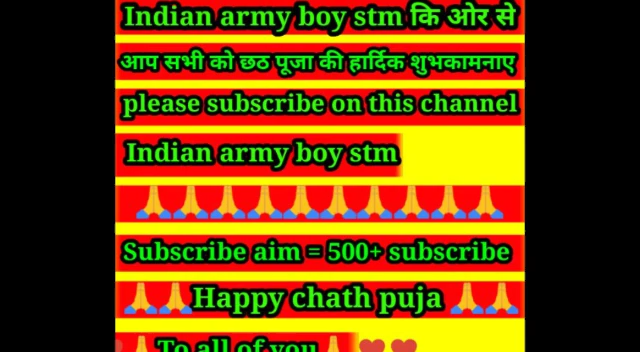 Indian army boy stm कि ओर से
आप सभी को छठ पूजा की हार्दिक शुभकामनाए
please subscribe on this channel
Indian army boy stm
🙏🙏🙏🙏🙏🙏🙏🙏🙏🙏
Subscribe aim = 500+ subscribe
🙏🙏Happy chath puja🙏🙏
🙏To all of you🙏❤❤